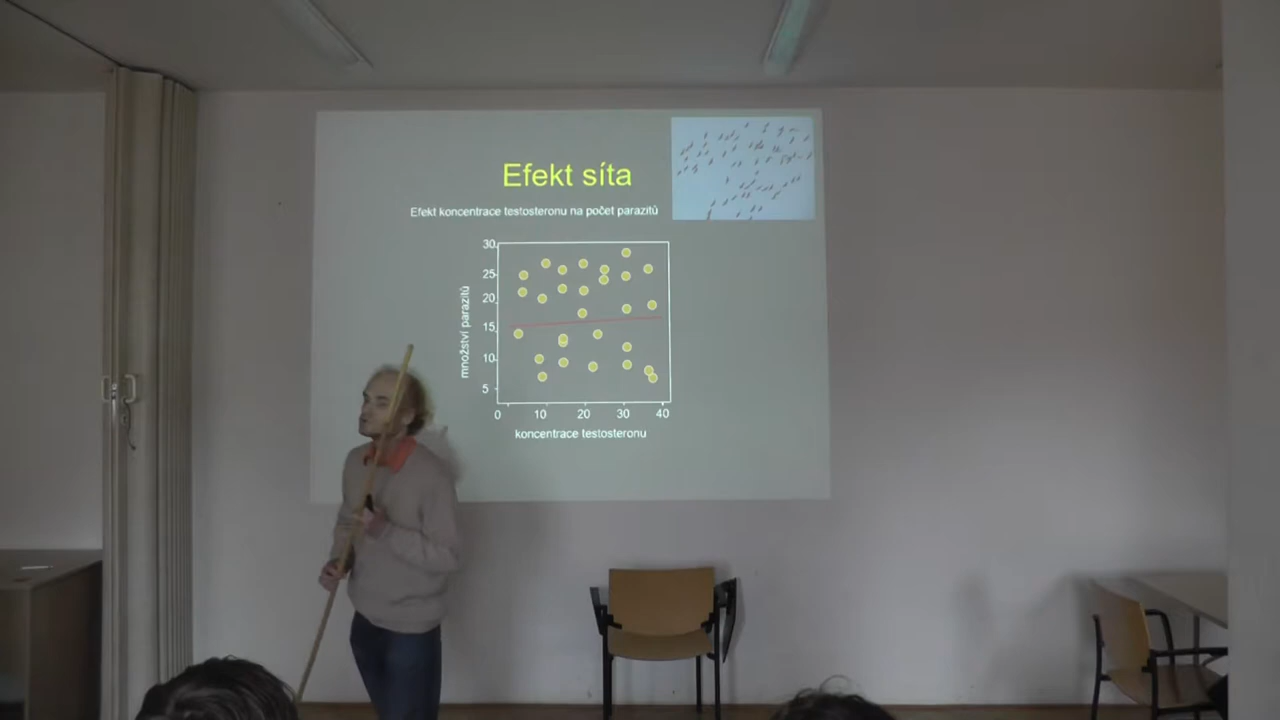 Efekt síta
Efekt koncentrace testosteronu na počet parazitů
množství parazitů
30
25
20
15
10
5
0 10 20 30 40
koncentrace testosteronu